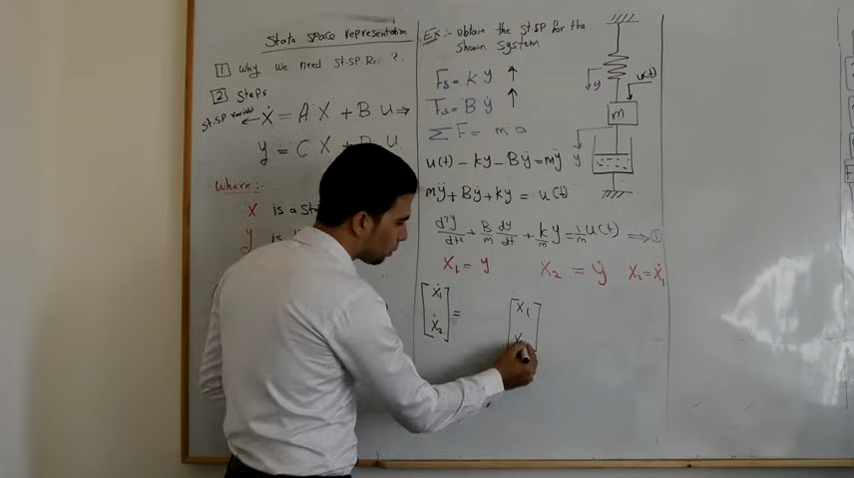 State space representation
1 why we need st.SP.Re ?
2 Steps
st.SP variable ← Ẋ = A X + B U ⇒
y = C X + D U
Where:-
X is a St
y is
Ex:- Obtain the st.SP for the
shown system
Fs = K y ↑
Fd = B ẏ ↑
ΣF = m a
u(t) - ky - Bẏ = mÿ
mÿ + Bẏ + ky = u(t)
d²y/dt² + B/m dy/dt + k/m y = 1/m u(t) ⇒ 1
X₁ = y X₂ = ẏ X₂ = Ẋ₁
[Ẋ₁ Ẋ₂] = [X₁ X
y
u(t)
m
y